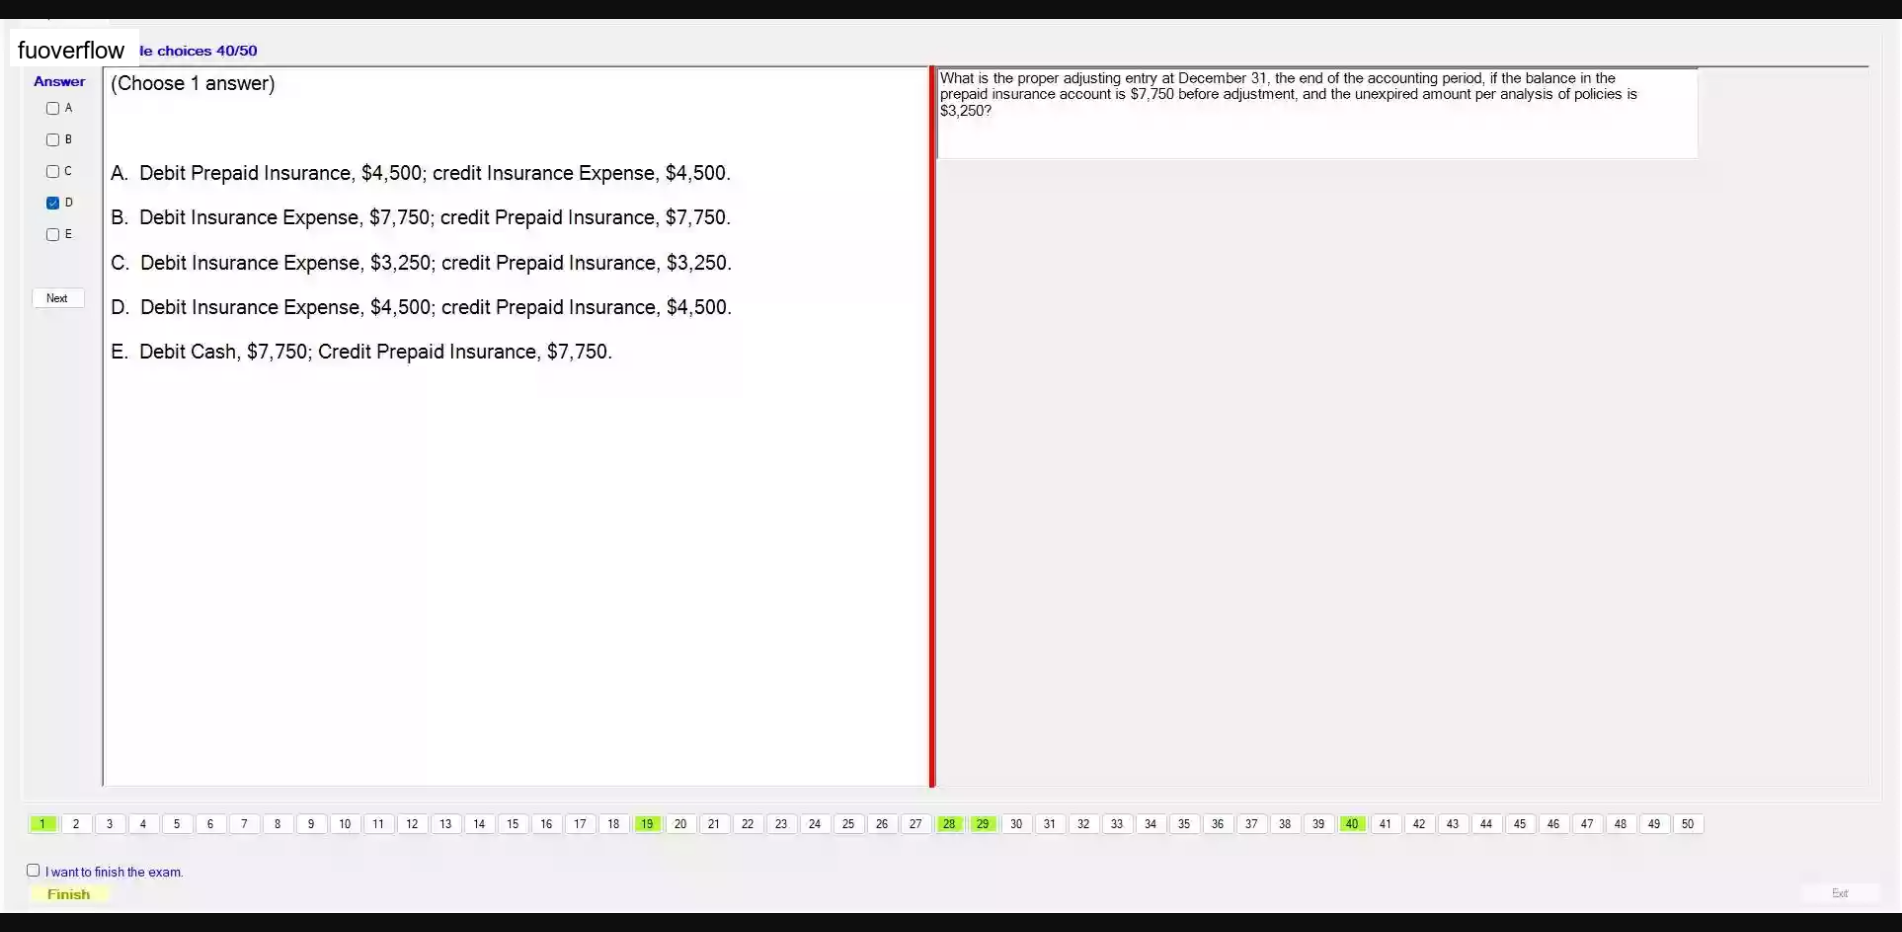 fuoverflow
le choices 40/50
Answer
A
B
C
D
E
Next
(Choose 1 answer)
A. Debit Prepaid Insurance, $4,500; credit Insurance Expense, $4,500.
B. Debit Insurance Expense, $7,750; credit Prepaid Insurance, $7,750.
C. Debit Insurance Expense, $3,250; credit Prepaid Insurance, $3,250.
D. Debit Insurance Expense, $4,500; credit Prepaid Insurance, $4,500.
E. Debit Cash, $7,750; Credit Prepaid Insurance, $7,750.
What is the proper adjusting entry at December 31, the end of the accounting period, if the balance in the
prepaid insurance account is $7,750 before adjustment, and the unexpired amount per analysis of policies is
$3,250?
1 2 3 4 5 6 7 8 9 10 11 12 13 14 15 16 17 18 19 20 21 22 23 24 25 26 27 28 29 30 31 32 33 34 35 36 37 38 39 40 41 42 43 44 45 46 47 48 49 50
I want to finish the exam.
Finish
Exit